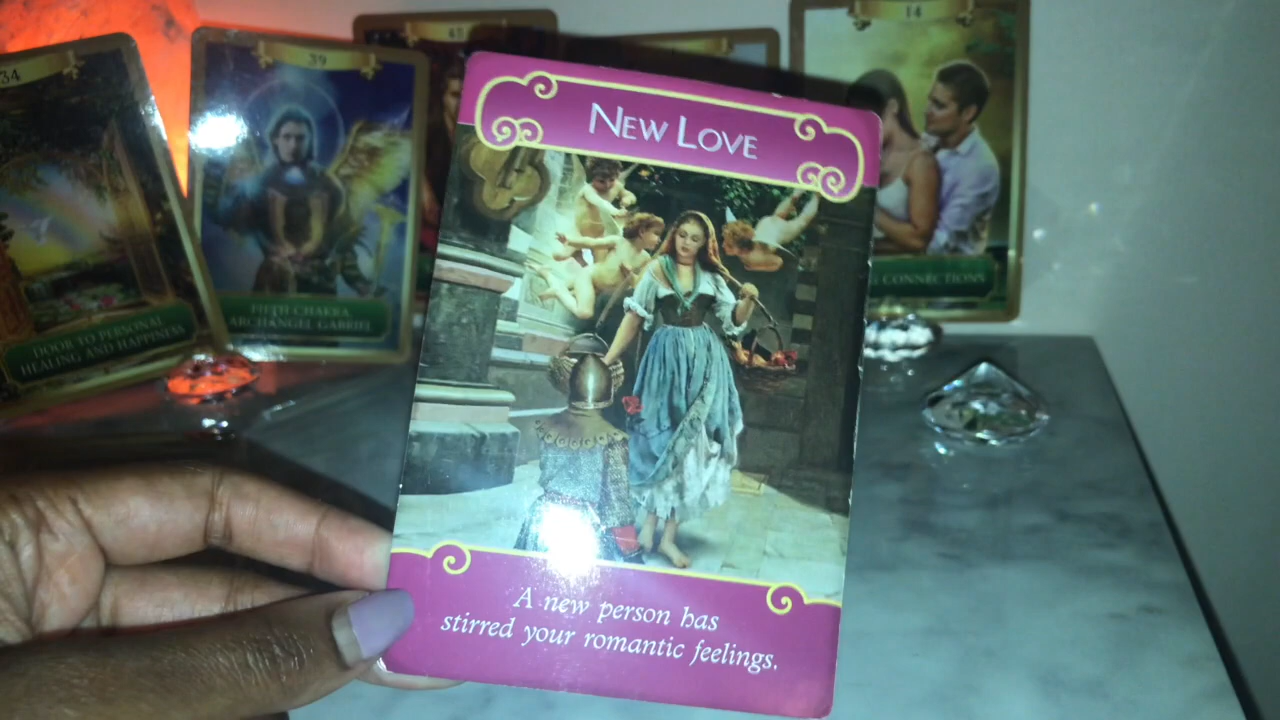 34
39
14
NEW LOVE
CONNECTIONS
FIFTH CHAKRA,
ARCHANGEL GABRIEL
DOOR TO PERSONAL
HEALING AND HAPPINESS
A new person has
stirred your romantic feelings.